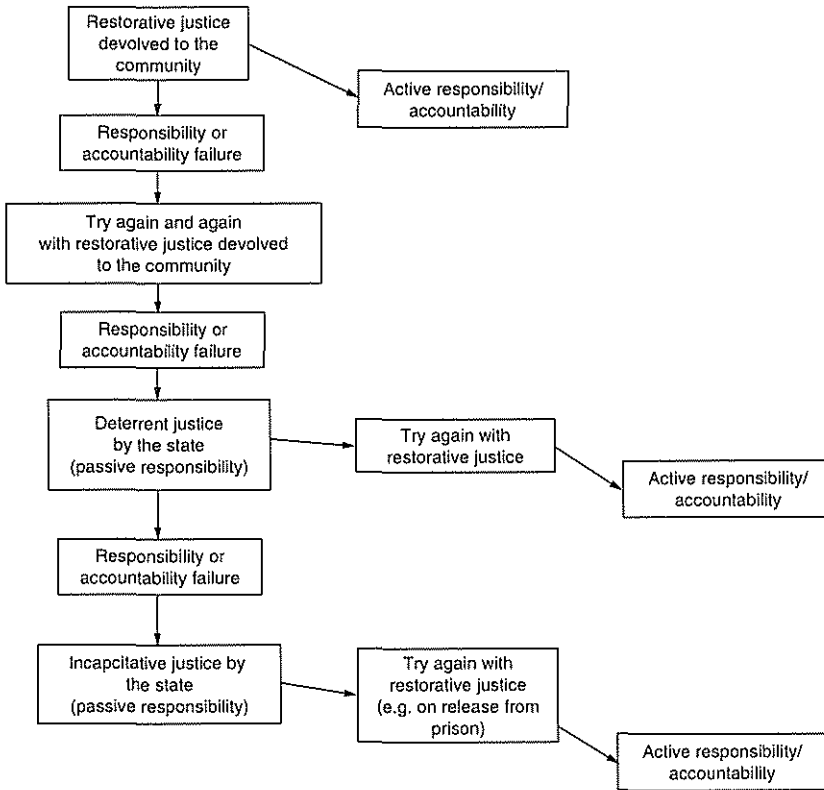 Restorative justice
devolved to the
community
Active responsibility/
accountability
Responsibility or
accountability failure
Try again and again
with restorative justice devolved
to the community
Responsibility or
accountability failure
Deterrent justice
by the state
(passive responsibility)
Try again with
restorative justice
Active responsibility/
accountability
Responsibility or
accountability failure
Incapcitative justice by
the state
(passive responsibility)
Try again with
restorative justice
(e.g. on release from
prison)
Active responsibility/
accountability